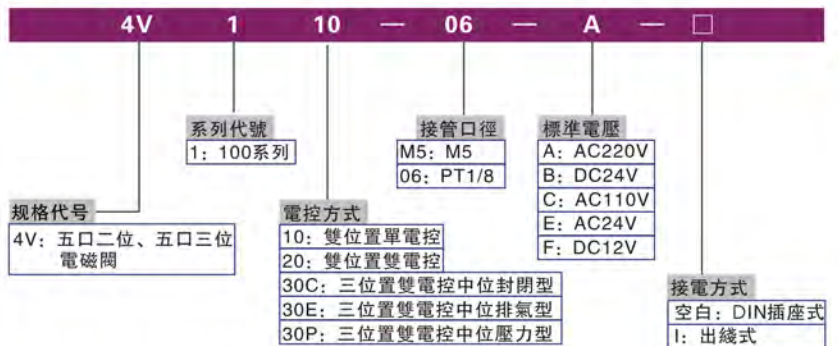 4V 1 10 — 06 — A — □
系列代號
1：100系列
接管口徑
M5：M5
06：PT1/8
標準電壓
A：AC220V
B：DC24V
C：AC110V
E：AC24V
F：DC12V
规格代号
4V：五口二位、五口三位
電磁閥
電控方式
10：雙位置單電控
20：雙位置雙電控
30C：三位置雙電控中位封閉型
30E：三位置雙電控中位排氣型
30P：三位置雙電控中位壓力型
接電方式
空白：DIN插座式
I：出綫式